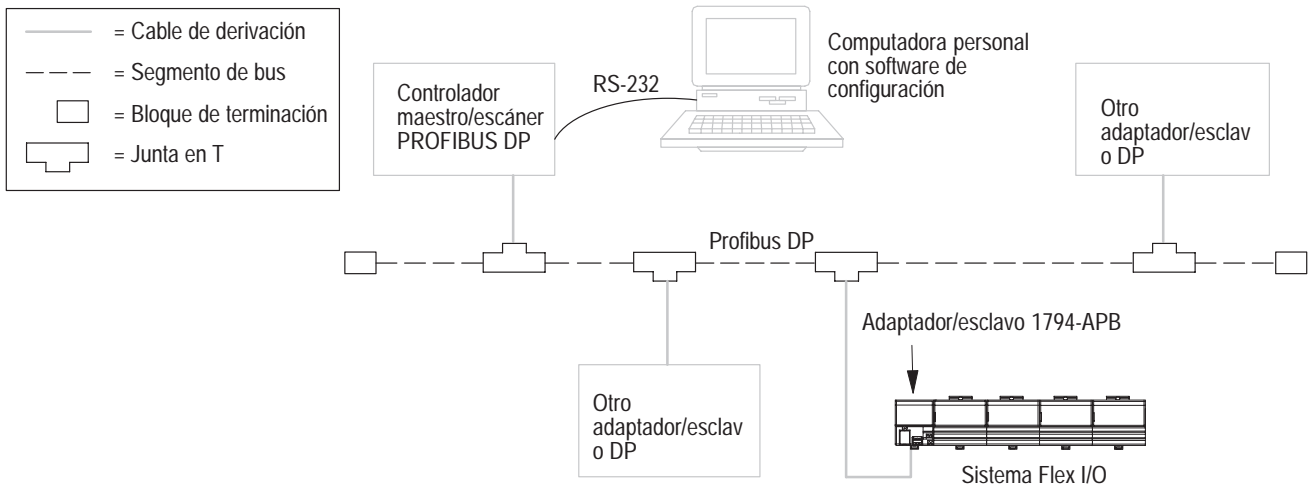 = Cable de derivación
= Segmento de bus
= Bloque de terminación
= Junta en T
Controlador
maestro/escáner
PROFIBUS DP
RS-232
Computadora personal
con software de
configuración
Otro
adaptador/esclav
o DP
Profibus DP
Adaptador/esclavo 1794-APB
Otro
adaptador/esclav
o DP
Sistema Flex I/O